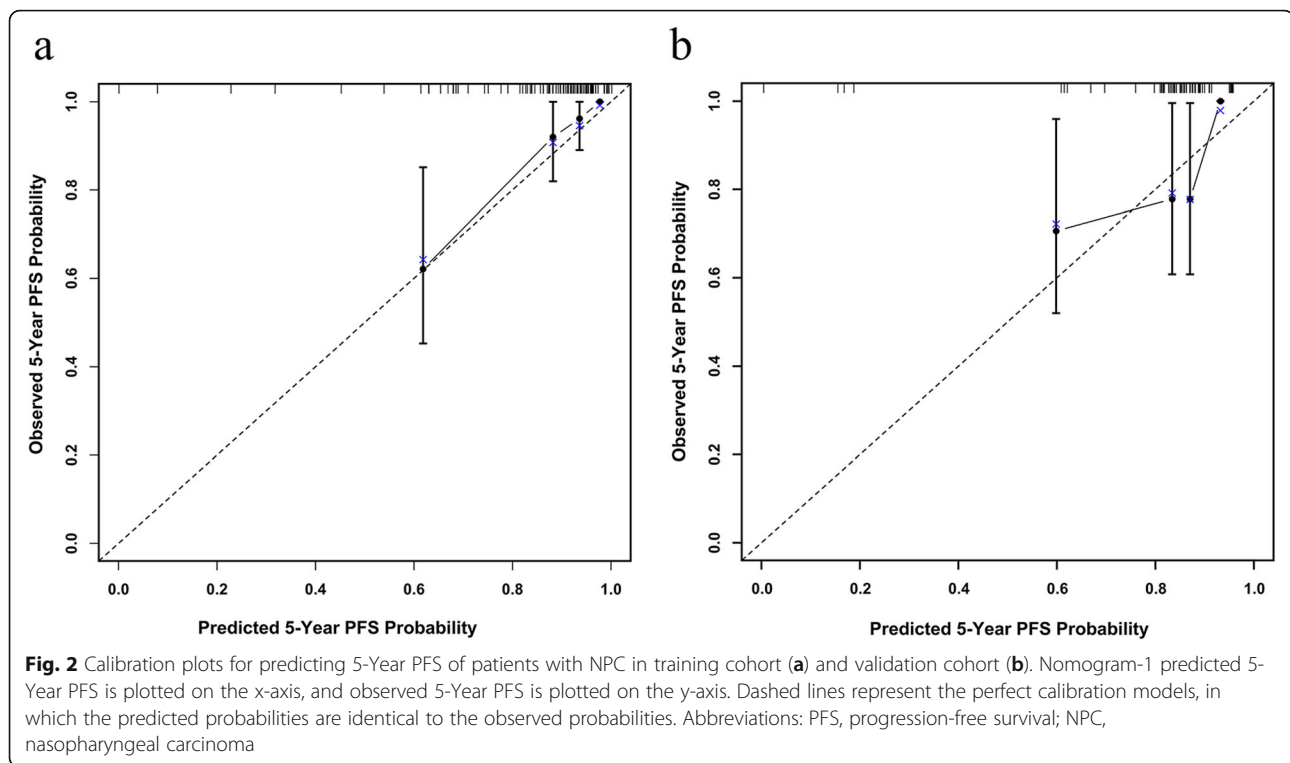 a
b
1.0
0.8
0.6
0.4
0.2
0.0
Observed 5-Year PFS Probability
0.0 0.2 0.4 0.6 0.8 1.0
Predicted 5-Year PFS Probability
1.0
0.8
0.6
0.4
0.2
0.0
Observed 5-Year PFS Probability
0.0 0.2 0.4 0.6 0.8 1.0
Predicted 5-Year PFS Probability
Fig. 2 Calibration plots for predicting 5-Year PFS of patients with NPC in training cohort (a) and validation cohort (b). Nomogram-1 predicted 5-
Year PFS is plotted on the x-axis, and observed 5-Year PFS is plotted on the y-axis. Dashed lines represent the perfect calibration models, in
which the predicted probabilities are identical to the observed probabilities. Abbreviations: PFS, progression-free survival; NPC,
nasopharyngeal carcinoma